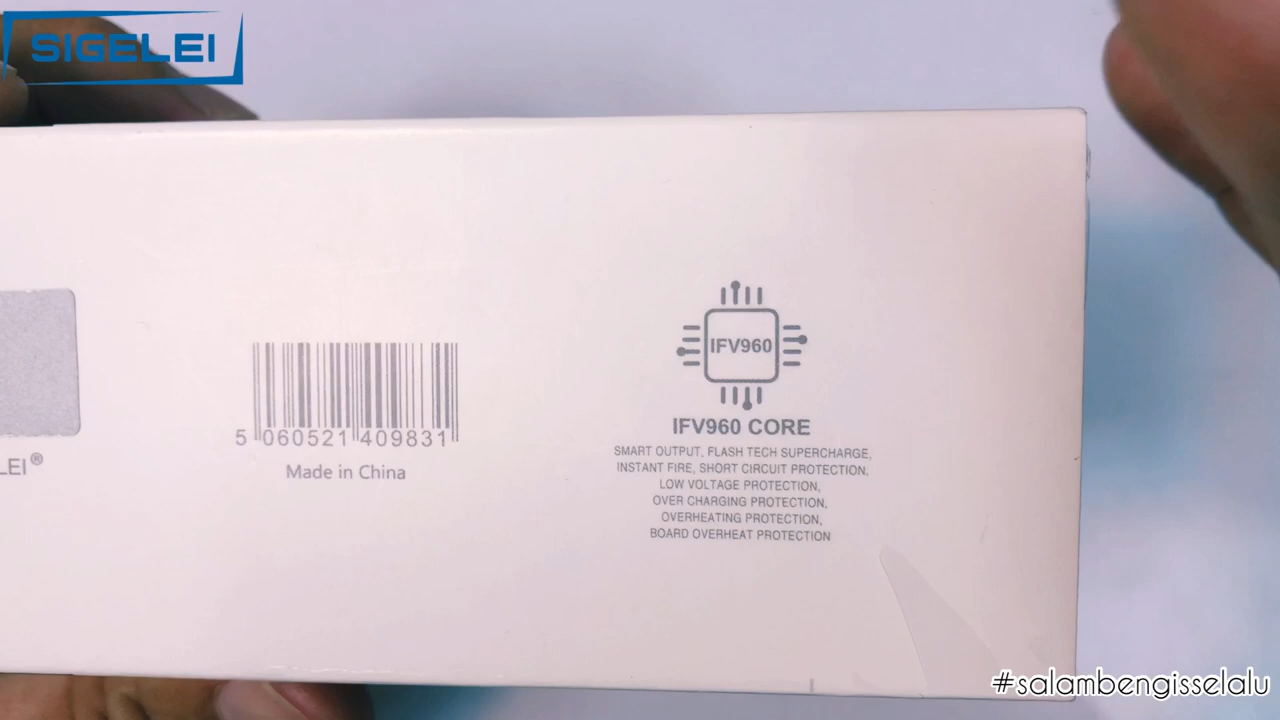 SIGELEI
IFV960
IFV960 CORE
SMART OUTPUT, FLASH TECH SUPERCHARGE,
INSTANT FIRE, SHORT CIRCUIT PROTECTION,
LOW VOLTAGE PROTECTION,
OVER CHARGING PROTECTION,
OVERHEATING PROTECTION,
BOARD OVERHEAT PROTECTION
5 060521 409831
Made in China
LEI®
#salambengisselalu